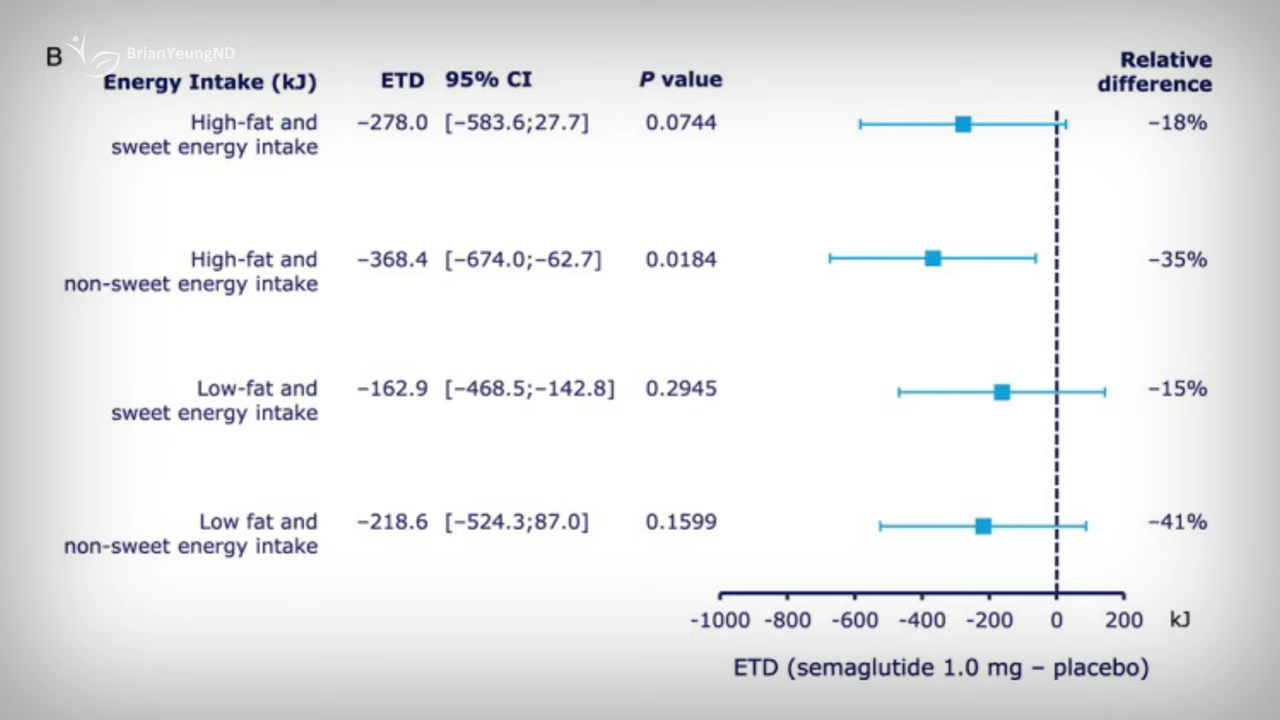 B
BrianYeungND
Energy Intake (kJ) ETD 95% CI P value Relative difference
High-fat and
sweet energy intake
–278.0 [–583.6;27.7] 0.0744 –18%
High-fat and
non-sweet energy intake
–368.4 [–674.0;–62.7] 0.0184 –35%
Low-fat and
sweet energy intake
–162.9 [–468.5;–142.8] 0.2945 –15%
Low fat and
non-sweet energy intake
–218.6 [–524.3;87.0] 0.1599 –41%
-1000 -800 -600 -400 -200 0 200 kJ
ETD (semaglutide 1.0 mg – placebo)